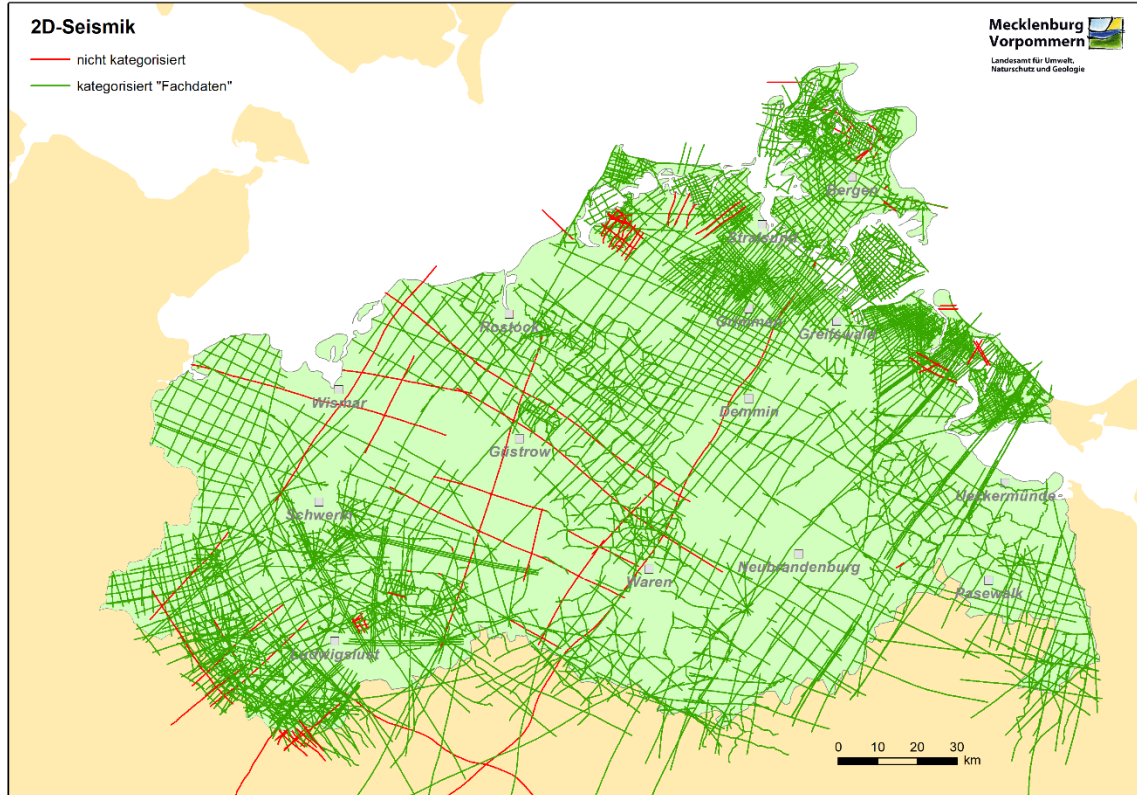 2D-Seismik
nicht kategorisiert
kategorisiert "Fachdaten"
Mecklenburg
Vorpommern
Landesamt für Umwelt,
Naturschutz und Geologie
Bergen
Stralsund
Rostock
Grimmen
Greifswald
Wismar
Demmin
Güstrow
Schwerin
Ueckermünde
Waren
Neubrandenburg
Pasewalk
Ludwigslust
0 10 20 30
km